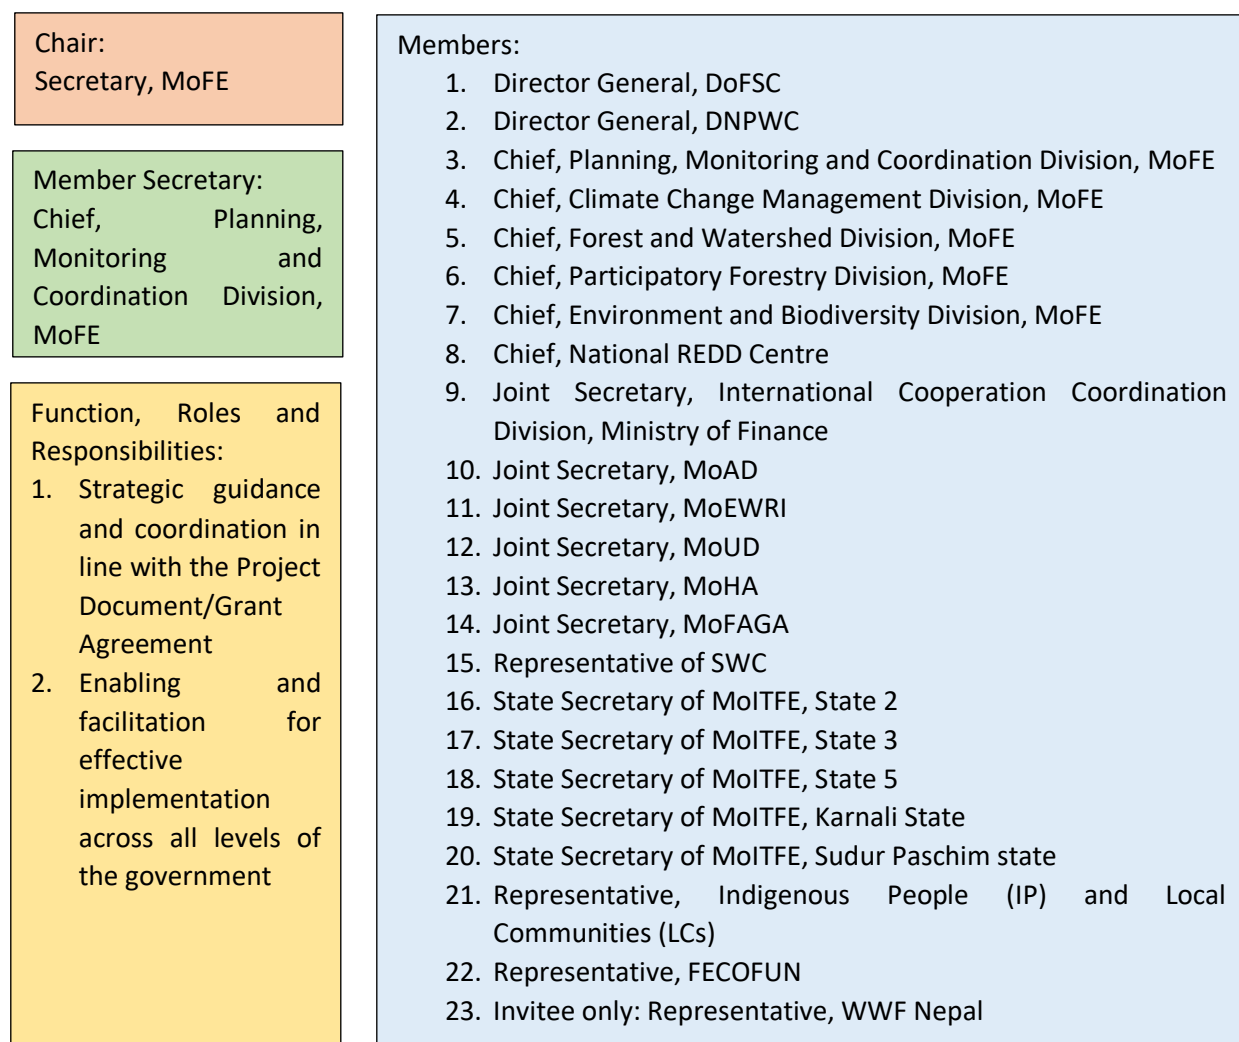 Chair:
Secretary, MoFE
Member Secretary:
Chief, Planning,
Monitoring and
Coordination Division,
MoFE
Function, Roles and
Responsibilities:
1. Strategic guidance
and coordination in
line with the Project
Document/Grant
Agreement
2. Enabling and
facilitation for
effective
implementation
across all levels of
the government
Members:
1. Director General, DoFSC
2. Director General, DNPWC
3. Chief, Planning, Monitoring and Coordination Division, MoFE
4. Chief, Climate Change Management Division, MoFE
5. Chief, Forest and Watershed Division, MoFE
6. Chief, Participatory Forestry Division, MoFE
7. Chief, Environment and Biodiversity Division, MoFE
8. Chief, National REDD Centre
9. Joint Secretary, International Cooperation Coordination
Division, Ministry of Finance
10. Joint Secretary, MoAD
11. Joint Secretary, MoEWRI
12. Joint Secretary, MoUD
13. Joint Secretary, MoHA
14. Joint Secretary, MoFAGA
15. Representative of SWC
16. State Secretary of MoITFE, State 2
17. State Secretary of MoITFE, State 3
18. State Secretary of MoITFE, State 5
19. State Secretary of MoITFE, Karnali State
20. State Secretary of MoITFE, Sudur Paschim state
21. Representative, Indigenous People (IP) and Local
Communities (LCs)
22. Representative, FECOFUN
23. Invitee only: Representative, WWF Nepal